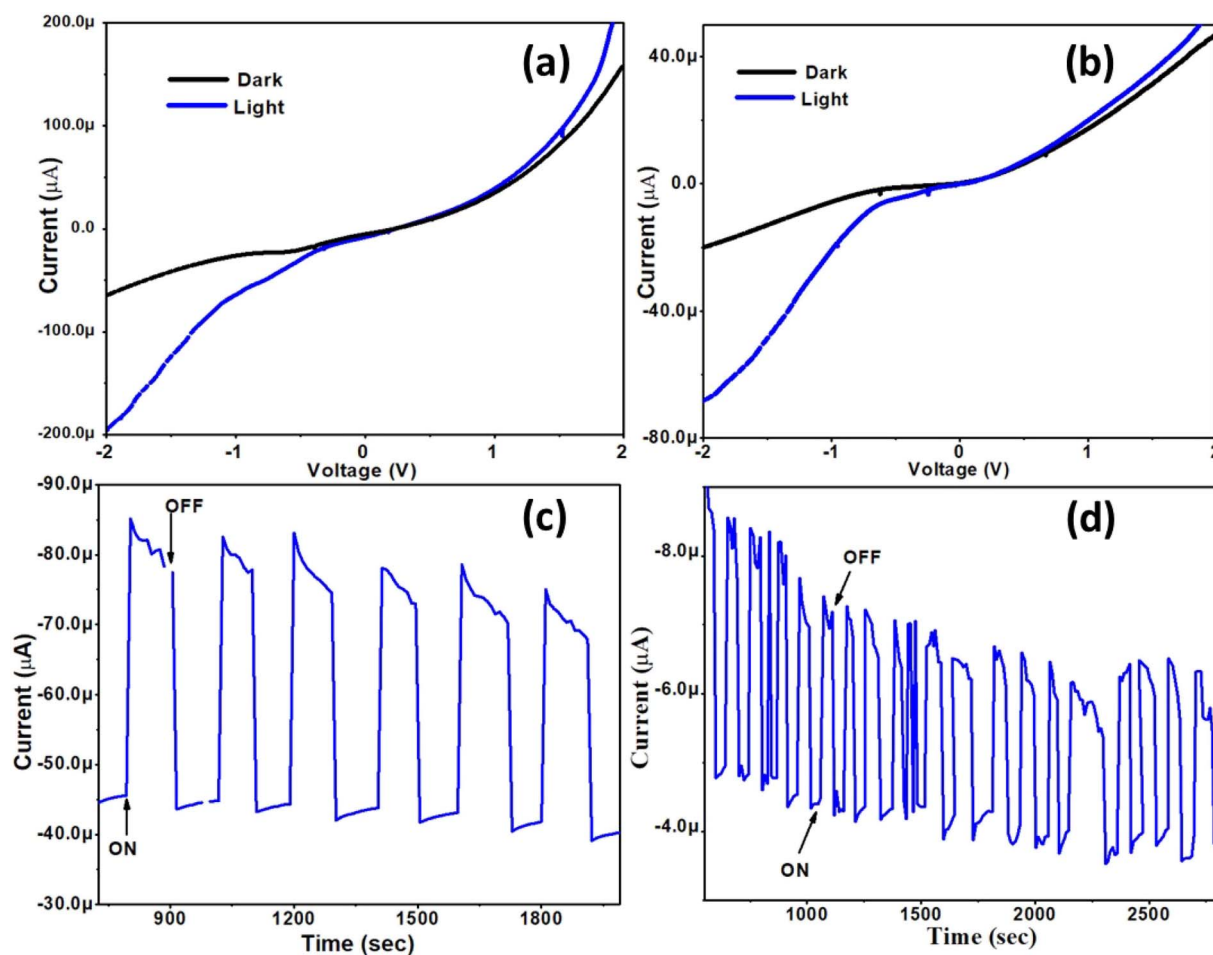 (a)
Dark
Light
200.0µ
100.0µ
0.0
-100.0µ
-200.0µ
Current (µA)
-2
-1
0
1
2
Voltage (V)
(b)
Dark
Light
40.0µ
0.0
-40.0µ
-80.0µ
Current (µA)
-2
-1
0
1
2
Voltage (V)
(c)
OFF
ON
-90.0µ
-80.0µ
-70.0µ
-60.0µ
-50.0µ
-40.0µ
-30.0µ
Current (µA)
900
1200
1500
1800
Time (sec)
(d)
OFF
ON
-8.0µ
-6.0µ
-4.0µ
Current (µA)
1000
1500
2000
2500
Time (sec)